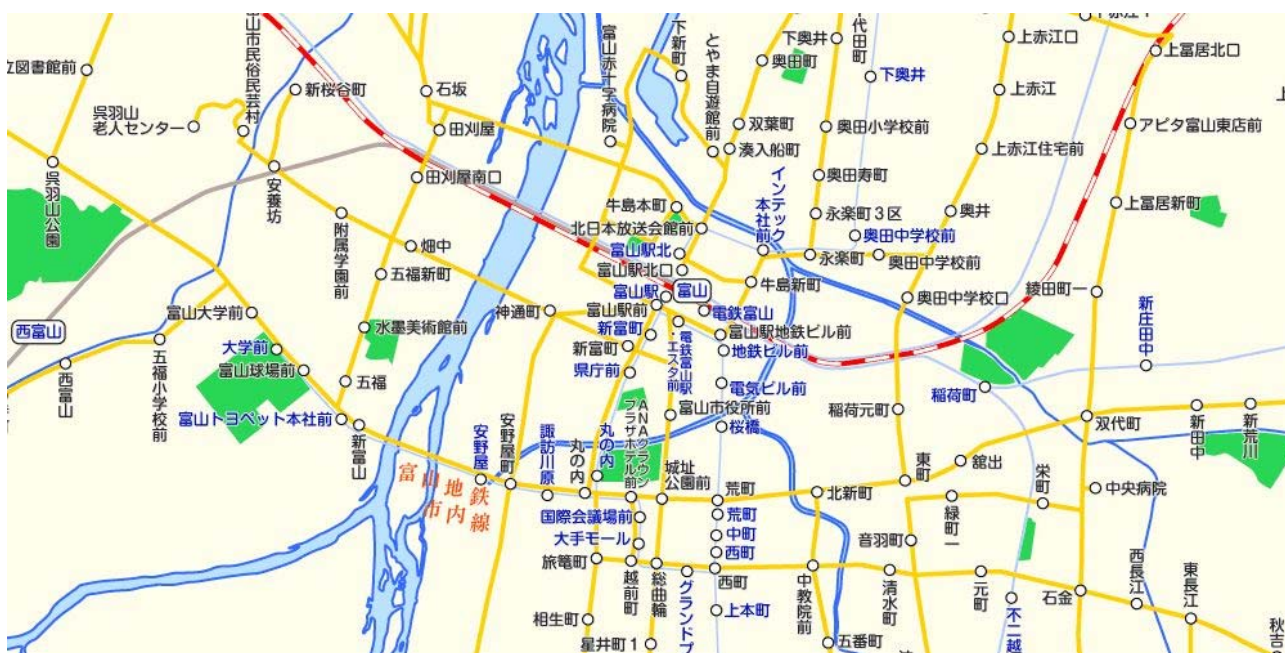 山市民俗民芸村
立図書館前
呉羽山
老人センター
新桜谷町
石坂
田刈屋
田刈屋南口
富山赤十字病院
下新町
とやま自遊館前
奥田町
下奥井
代田町
下奥井
上赤江口
上赤江
上冨居北口
アピタ富山東店前
双葉町
湊入船町
奥田小学校前
上赤江住宅前
呉羽山公園
安養坊
附属学園前
畑中
五福新町
牛島本町
北日本放送会館前
富山駅北
富山駅北口
インテック
本社前
奥田寿町
永楽町3区
奥田中学校前
永楽町
奥田中学校前
奥井
上冨居新町
綾田町一
西富山
富山大学前
大学前
富山球場前
水墨美術館前
五福
神通町
富山駅
富山
富山駅前
新富町
新富町
県庁前
電鉄富山
牛島新町
富山駅地鉄ビル前
電鉄富山駅
・エスタ前
地鉄ビル前
電気ビル前
桜橋
富山市役所前
奥田中学校口
新庄田中
稲荷町
稲荷元町
双代町
新田中
新荒川
西富山
五福小学校前
富山トヨペット本社前
新富山
安野屋
安野屋町
諏訪川原
丸の内
丸の内
ANAクラウン
プラザホテル前
城址
公園前
荒町
荒町
中町
西町
西町
北新町
東町
舘出
栄町
緑町一
中央病院
富山地鉄
市内線
国際会議場前
大手モール
旅篭町
越前町
総曲輪
グランドプ
上本町
中教院前
音羽町
清水町
元町
不二越
石金
西長江
東長江
相生町
星井町1
五番町
秋吉